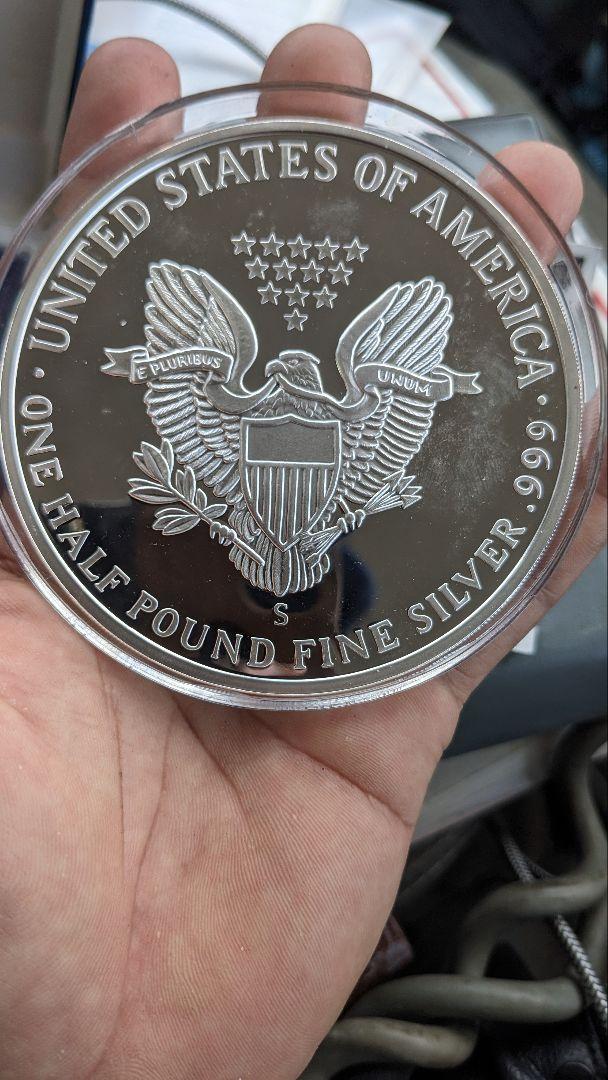 UNITED STATES OF AMERICA
E PLURIBUS
UNUM
S
· ONE HALF POUND FINE SILVER .999 ·